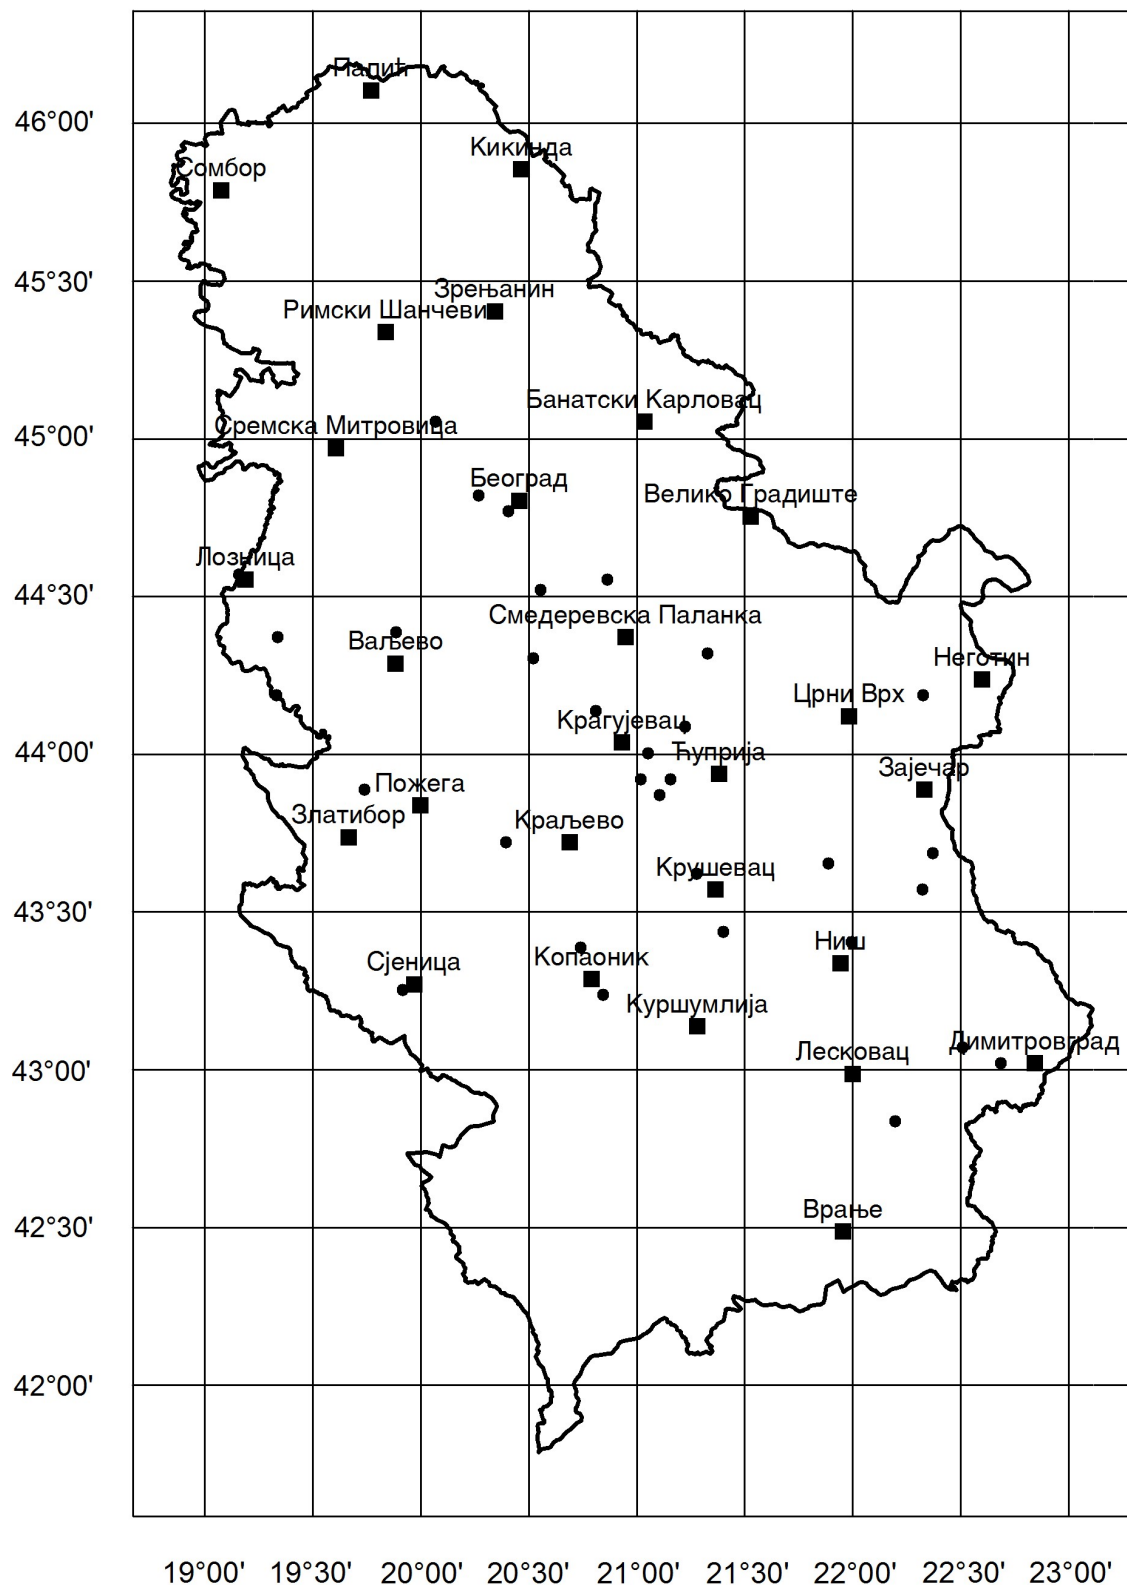 Палић
46°00'
Кикинда
Сомбор
45°30'
Зрењанин
Римски Шанчеви
Банатски Карловац
Сремска Митровица
45°00'
Београд
Велико Градиште
Лозница
44°30'
Смедеревска Паланка
Ваљево
Неготин
Црни Врх
Крагујевац
44°00'
Ћуприја
Зајечар
Пожега
Златибор
Краљево
Крушевац
43°30'
Ниш
Копаоник
Сјеница
Куршумлија
Димитровград
Лесковац
43°00'
Врање
42°30'
42°00'
19°00' 19°30' 20°00' 20°30' 21°00' 21°30' 22°00' 22°30' 23°00'